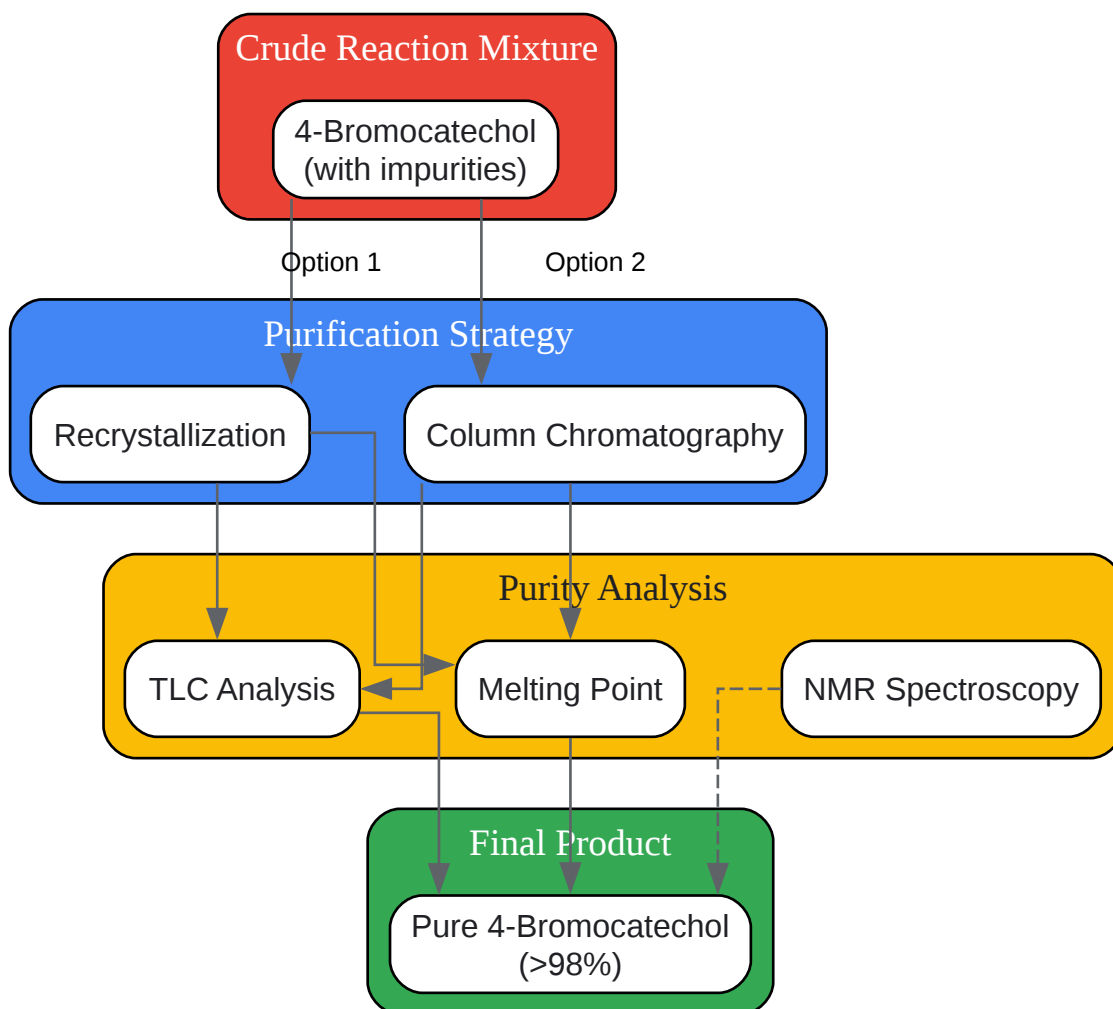 Crude Reaction Mixture
4-Bromocatechol
(with impurities)
Option 1
Option 2
Purification Strategy
Recrystallization
Column Chromatography
Purity Analysis
TLC Analysis
Melting Point
NMR Spectroscopy
Final Product
Pure 4-Bromocatechol
(>98%)